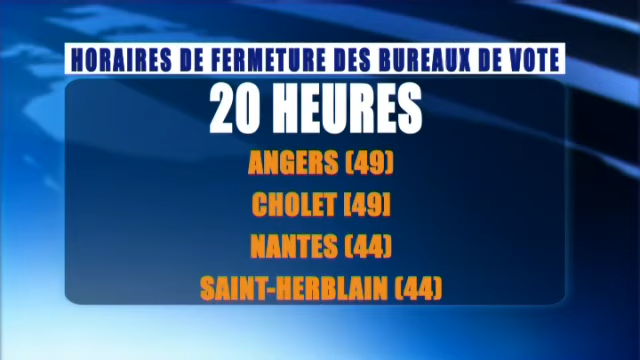 HORAIRES DE FERMETURE DES BUREAUX DE VOTE
20 HEURES
ANGERS (49)
CHOLET [49]
NANTES (44)
SAINT-HERBLAIN (44)